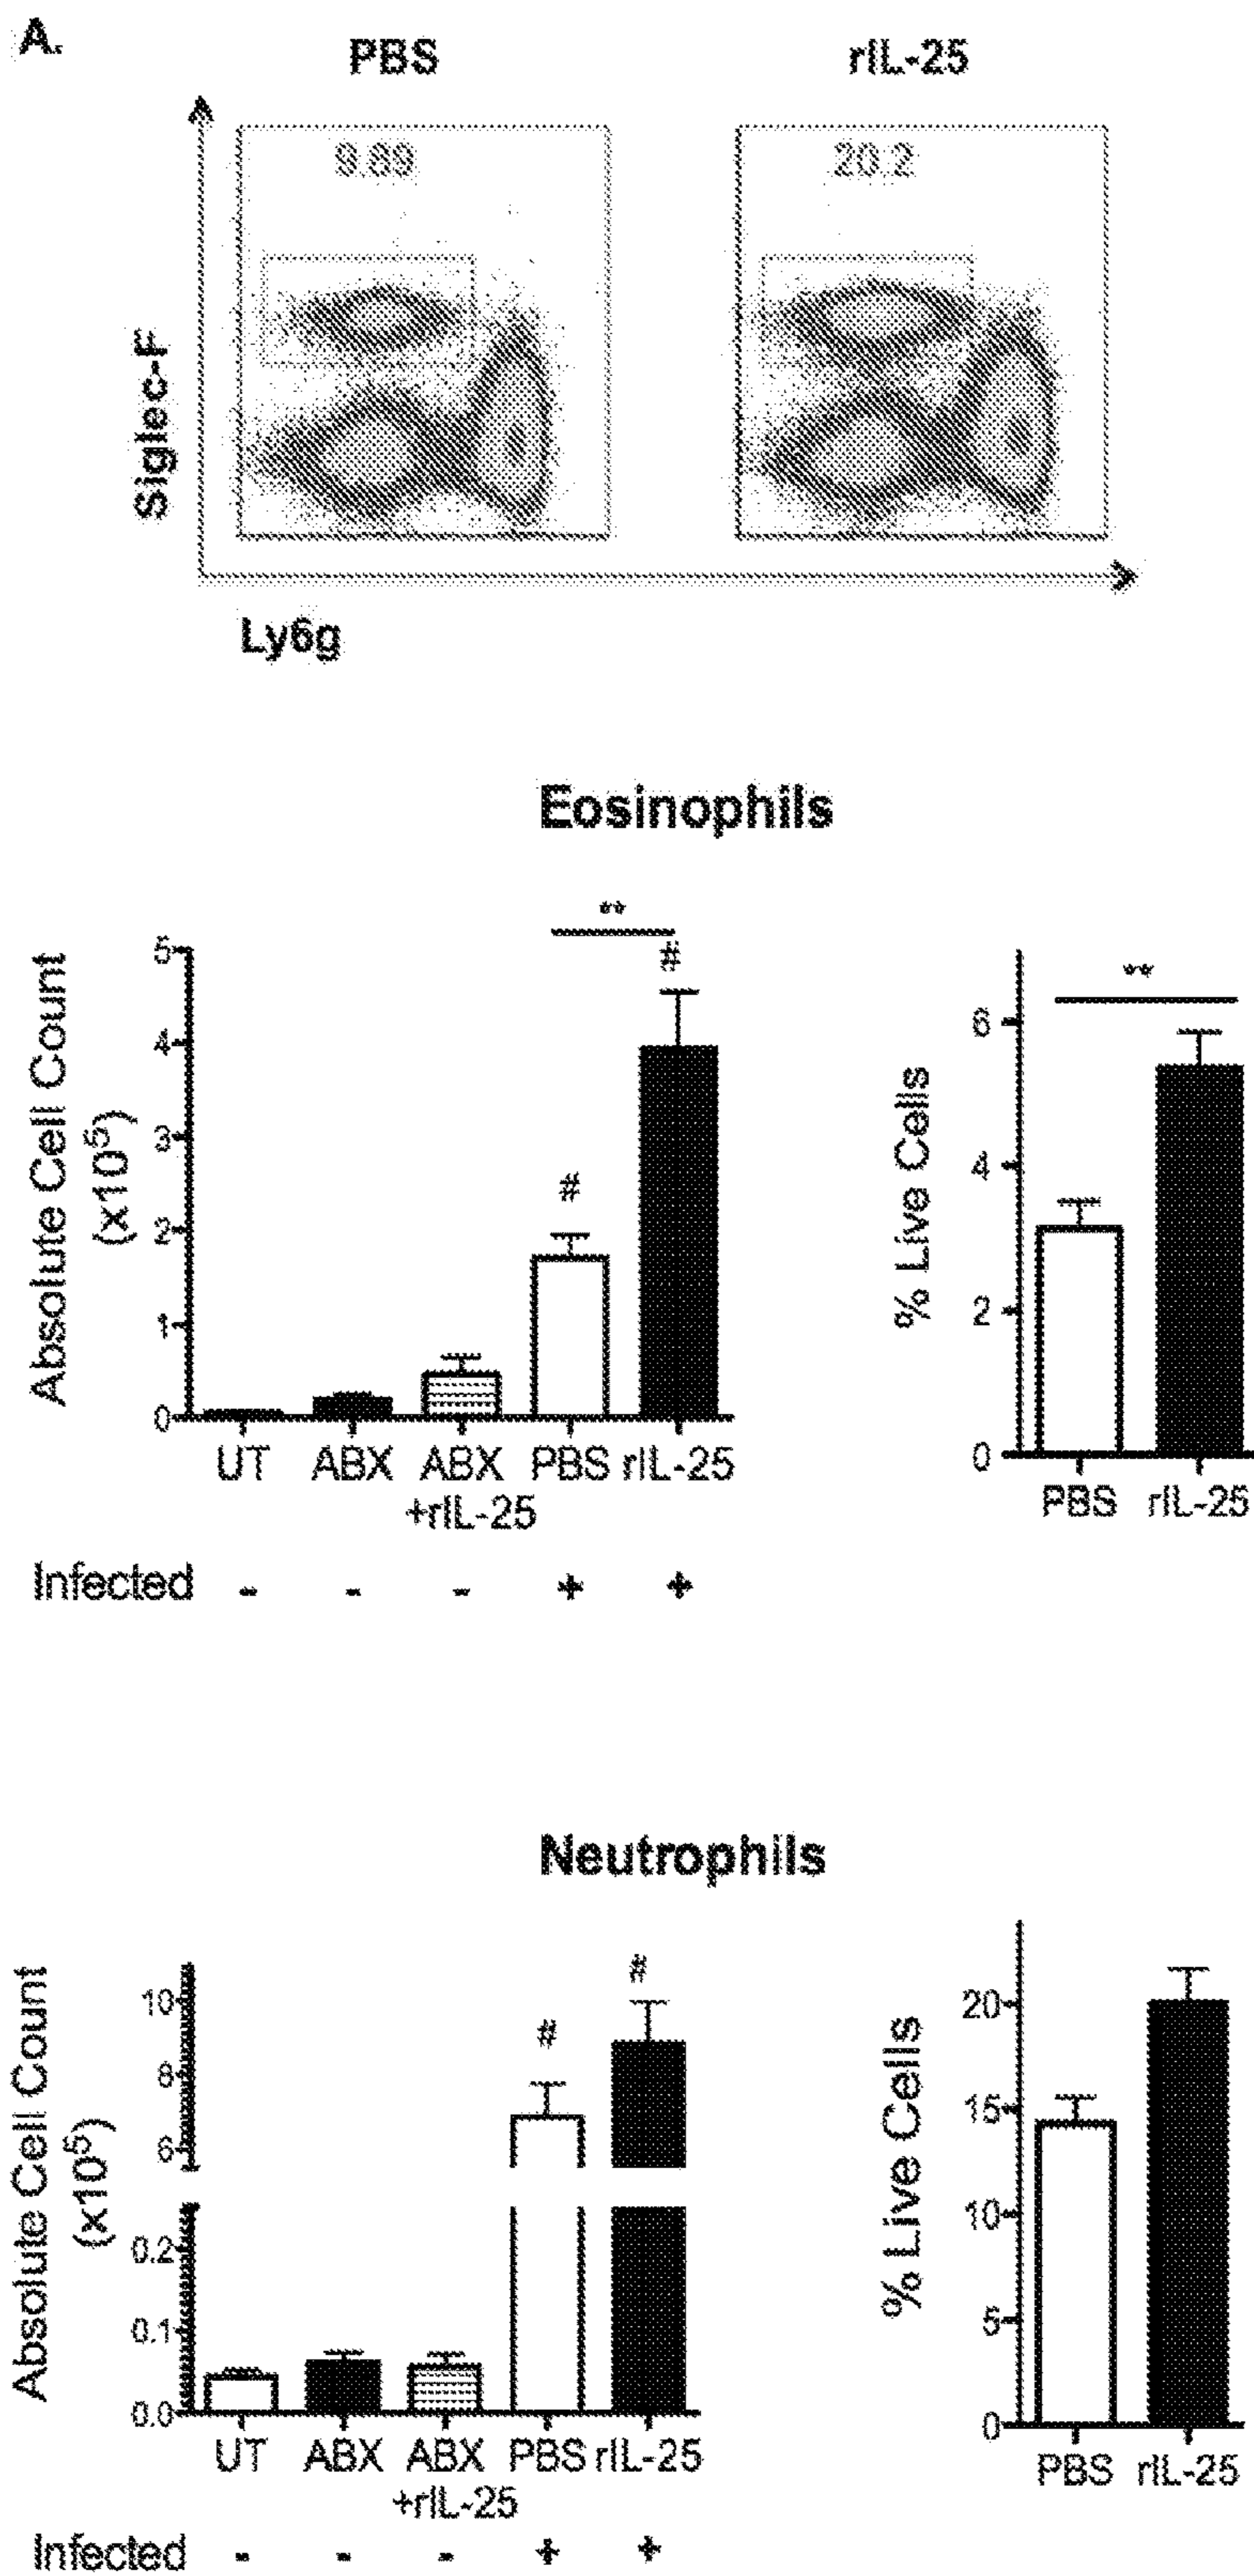 A.
PBS rIL-25
9.89 20.2
Siglec-F
Ly6g
Eosinophils
Absolute Cell Count
(x10⁵)
5
4
3
2
1
0
**
#
#
UT ABX ABX PBS rIL-25
+rIL-25
Infected - - - + +
% Live Cells
6
4
2
0
**
PBS rIL-25
Neutrophils
Absolute Cell Count
(x10⁵)
10
8
6
0.2
0.1
0.0
#
#
UT ABX ABX PBS rIL-25
+rIL-25
Infected - - - + +
% Live Cells
20
15
10
5
0
PBS rIL-25